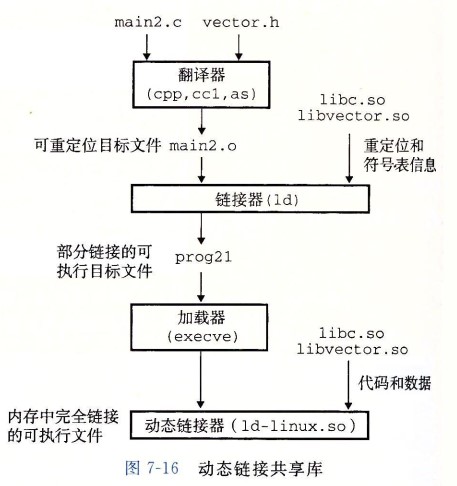 main2.c vector.h
翻译器
(cpp,cc1,as)
libc.so
libvector.so
可重定位目标文件 main2.o
重定位和
符号表信息
链接器(ld)
部分链接的可
执行目标文件
prog21
加载器
(execve)
libc.so
libvector.so
代码和数据
内存中完全链接
的可执行文件
动态链接器(ld-linux.so)
图 7-16 动态链接共享库